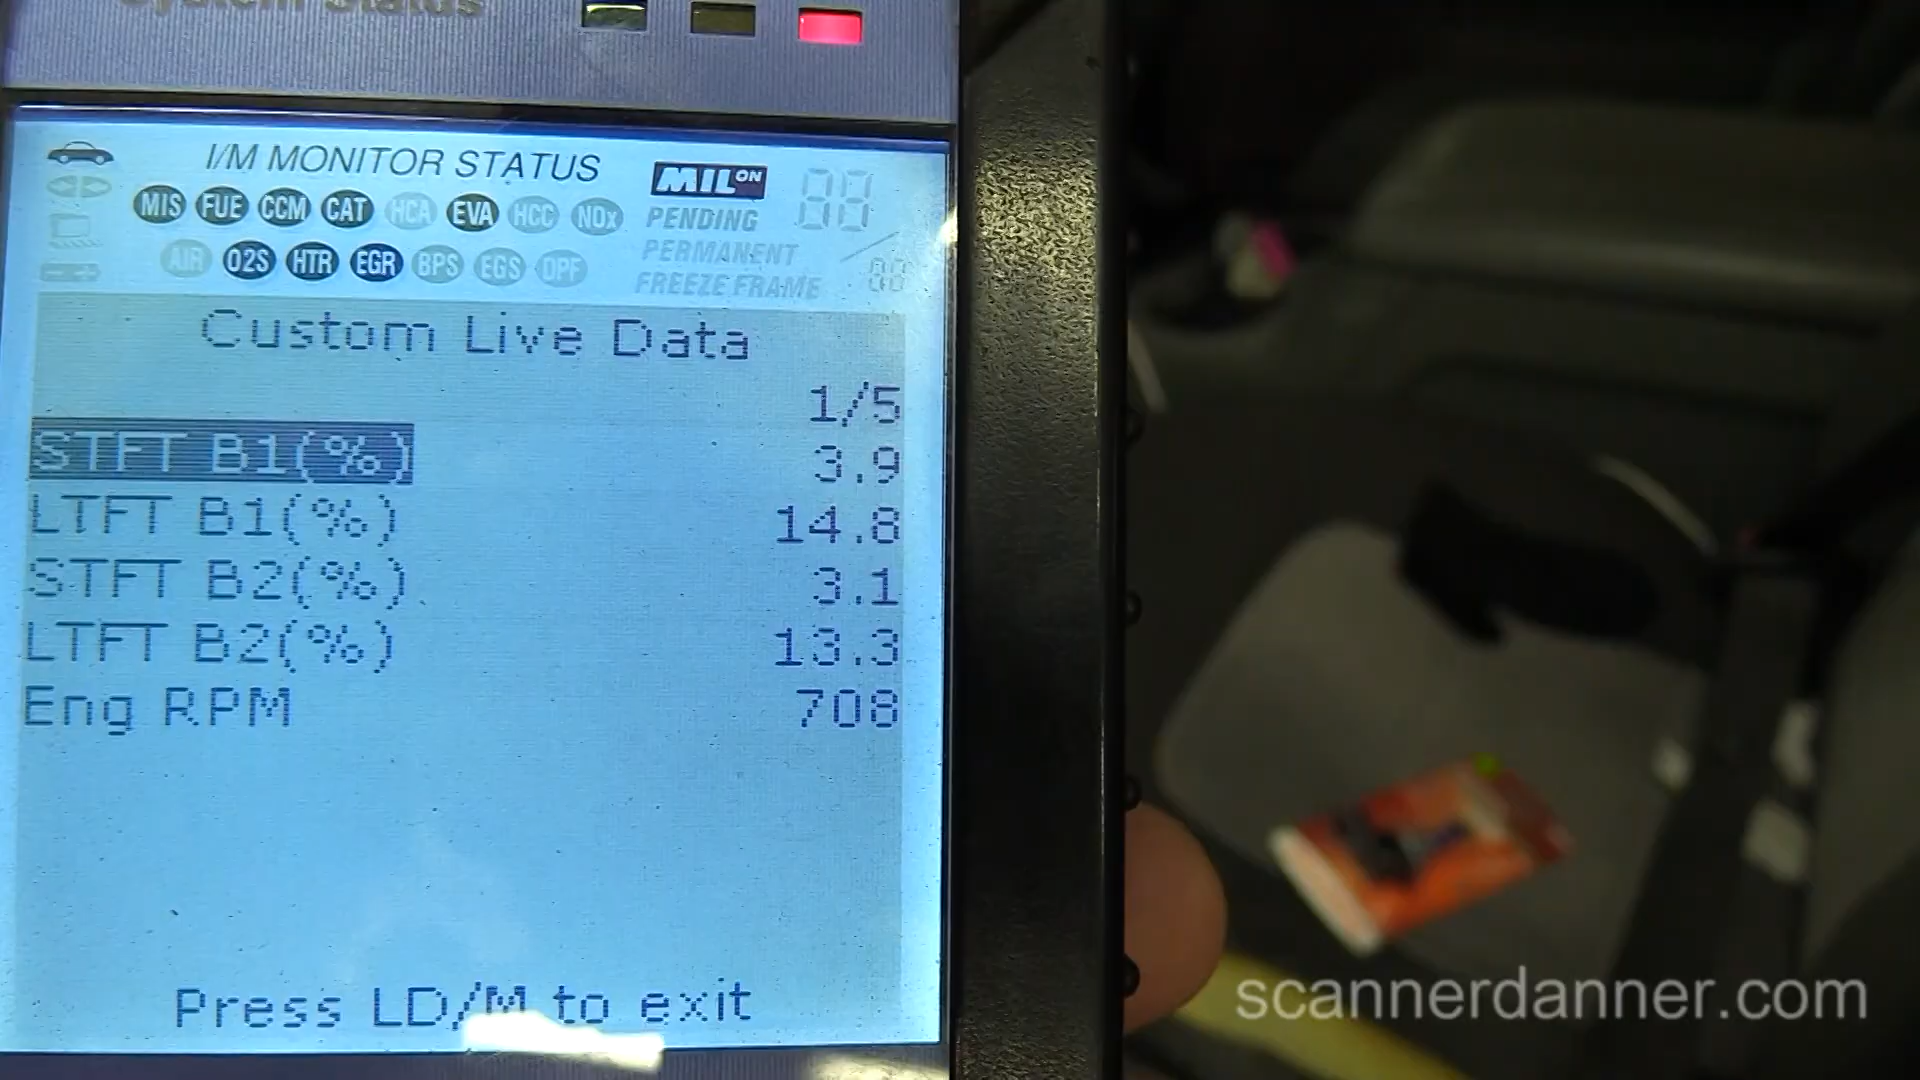 System Status
I/M MONITOR STATUS
MIL ON
MIS FUE CCM CAT HCA EVA HCC NOx
PENDING
AIR O2S HTR EGR BPS EGS DPF
PERMANENT
FREEZE FRAME
Custom Live Data
1/5
STFT B1(%) 3.9
LTFT B1(%) 14.8
STFT B2(%) 3.1
LTFT B2(%) 13.3
Eng RPM 708
Press LD/M to exit
scannerdanner.com